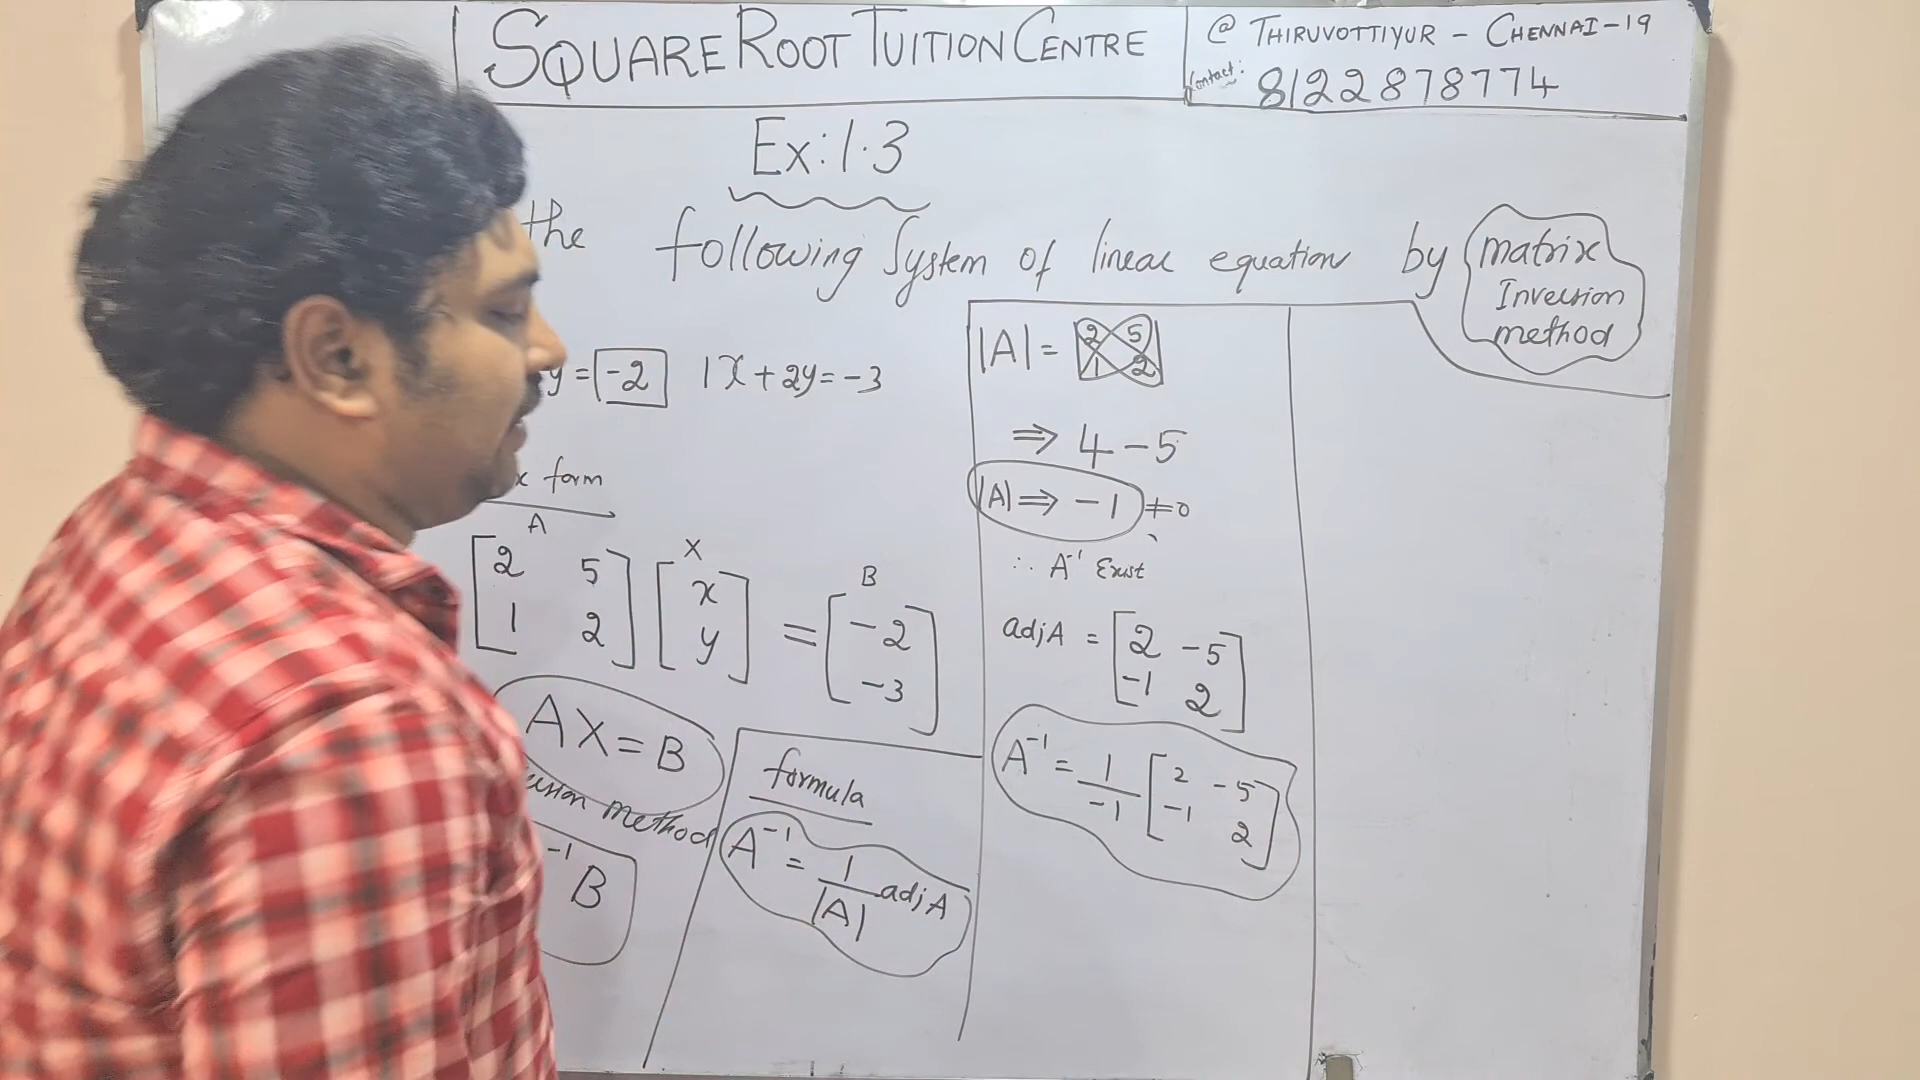 SQUARE ROOT TUITION CENTRE
@ THIRUVOTTIYUR - CHENNAI-19
Contact: 8122878774
Ex: 1.3
the following System of linear equation by matrix Inversion method
y = -2 1x + 2y = -3
x form
A X B
[2 5] [x] = [-2]
[1 2] [y] [-3]
AX = B
method
-1 B
formula
A⁻¹ = 1/|A| adj A
|A| = |2 5|
|1 2|
⇒ 4 - 5
|A| ⇒ -1 ≠ 0
∴ A⁻¹ Exist
adj A = [2 -5]
[-1 2]
A⁻¹ = 1/-1 [2 -5]
[-1 2]